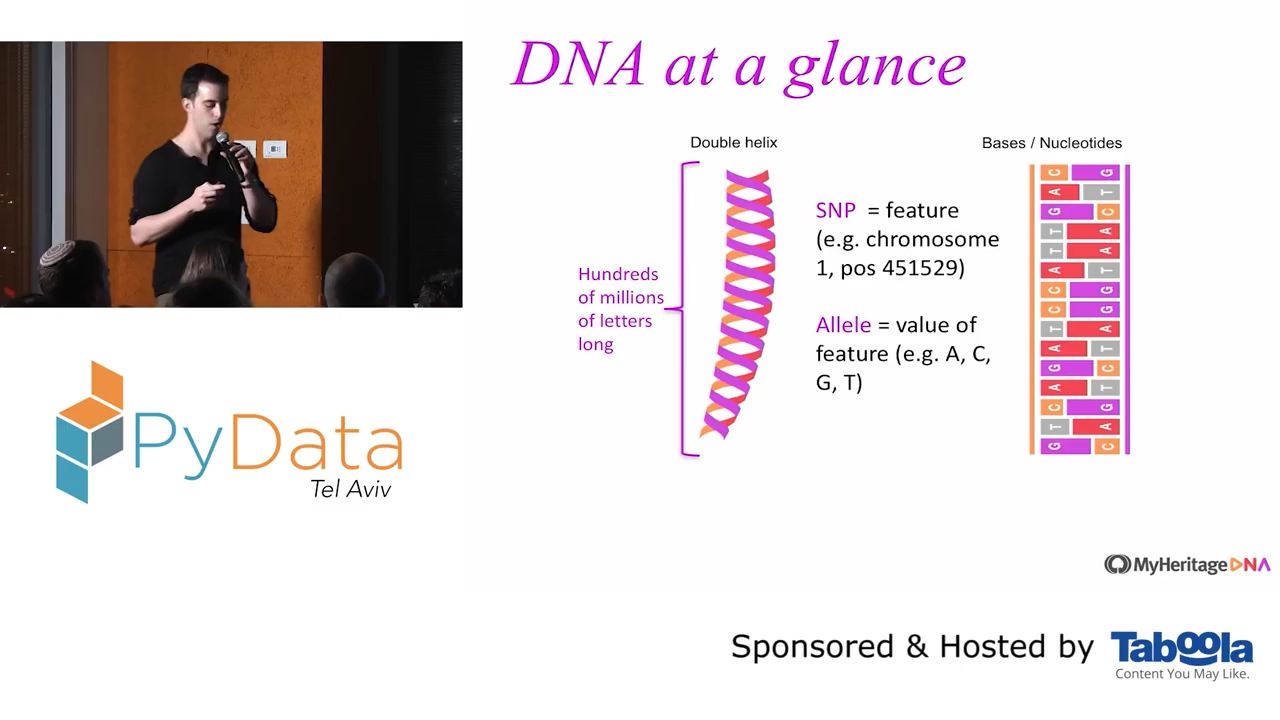 DNA at a glance
Double helix
Bases / Nucleotides
Hundreds
of millions
of letters
long
SNP = feature
(e.g. chromosome
1, pos 451529)
Allele = value of
feature (e.g. A, C,
G, T)
C G
A T
G C
T A
T A
A T
C G
C G
T A
A T
G C
A T
C G
T A
G C
PyData
Tel Aviv
MyHeritage DNA
Sponsored & Hosted by
Taboola
Content You May Like.